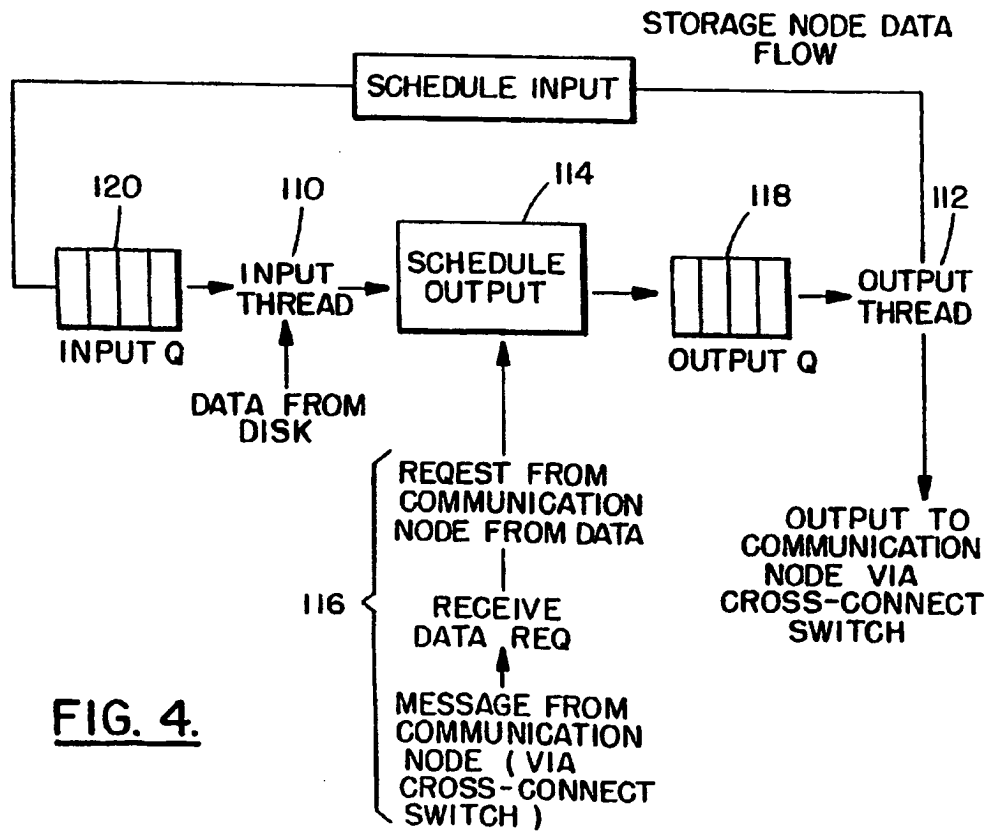 STORAGE NODE DATA
FLOW
SCHEDULE INPUT
120
110
114
118
112
INPUT
THREAD
SCHEDULE
OUTPUT
OUTPUT
THREAD
INPUT Q
OUTPUT Q
DATA FROM
DISK
REQEST FROM
COMMUNICATION
NODE FROM DATA
116
RECEIVE
DATA REQ
MESSAGE FROM
COMMUNICATION
NODE ( VIA
CROSS-CONNECT
SWITCH )
OUTPUT TO
COMMUNICATION
NODE VIA
CROSS-CONNECT
SWITCH
FIG. 4.